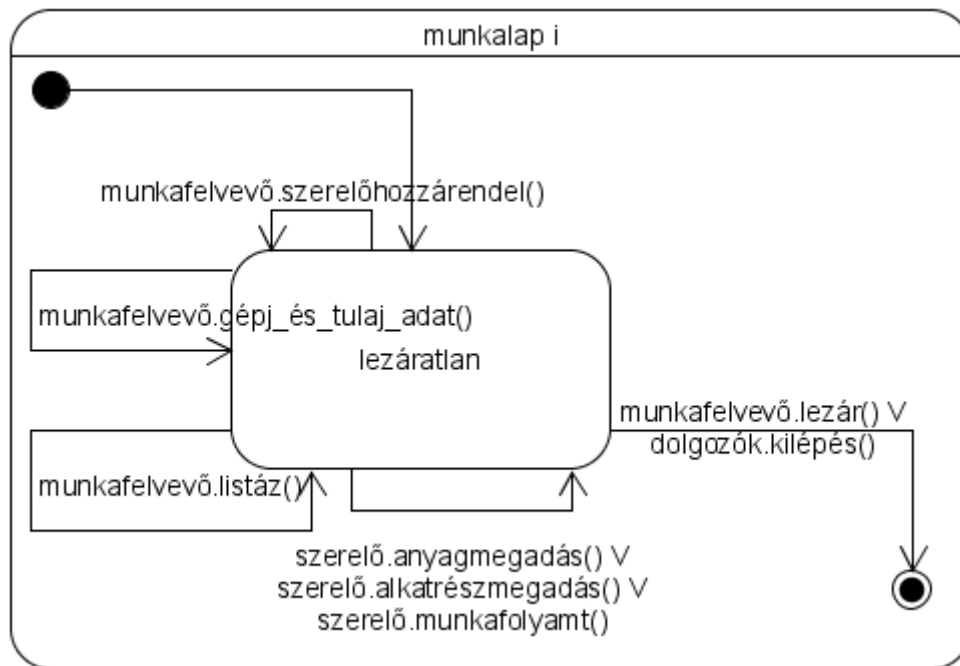 munkalap i
munkafelvevő.szerelőhozzárendel()
munkafelvevő.gépj_és_tulaj_adat()
lezáratlan
munkafelvevő.lezár() ∨
dolgozók.kilépés()
munkafelvevő.listáz()
szerelő.anyagmegadás() ∨
szerelő.alkatrészmegadás() ∨
szerelő.munkafolyamt()